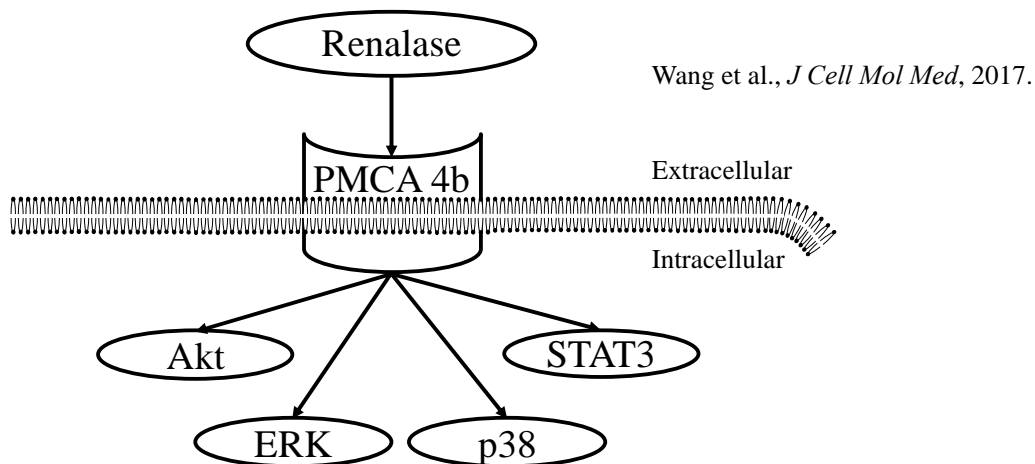 Renalase
Wang et al., J Cell Mol Med, 2017.
PMCA 4b
Extracellular
Intracellular
Akt
STAT3
ERK
p38